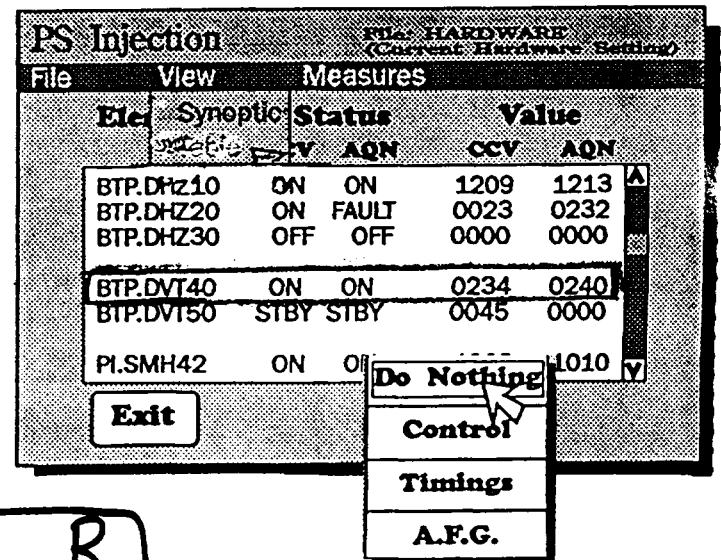 PS Injection
File: HARDWARE
(Current Hardware Setting)
File View Measures
Ele Synoptic Status Value
V AQN CCV AQN
BTP.DHZ10 ON ON 1209 1213
BTP.DHZ20 ON FAULT 0023 0232
BTP.DHZ30 OFF OFF 0000 0000
BTP.DVT40 ON ON 0234 0240
BTP.DVT50 STBY STBY 0045 0000
PI.SMH42 ON 1010
Do Nothing
Exit
Control
Timings
A.F.G.
R